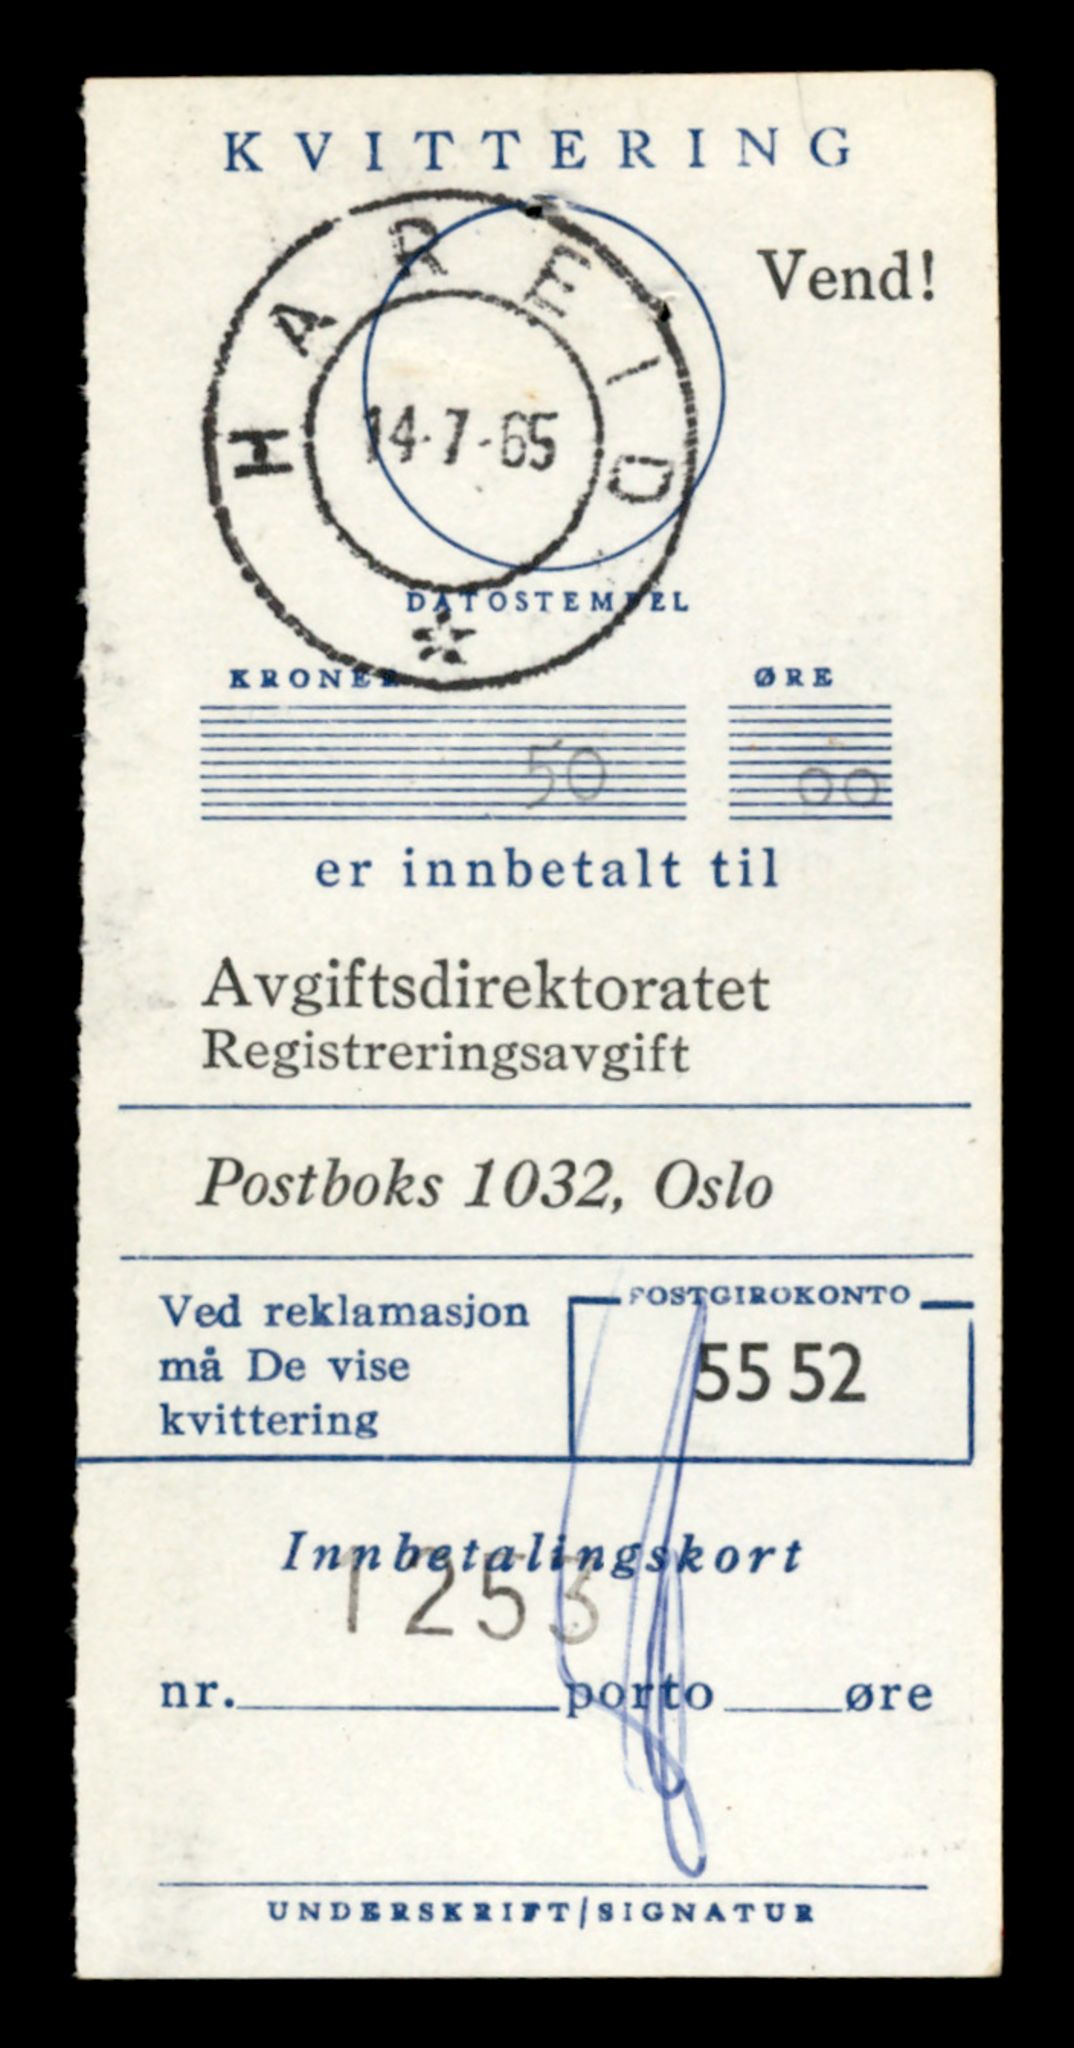 KVITTERING
Vend!
HAREID
14-7-65
DATOSTEMPEL
KRONER ØRE
50 00
er innbetalt til
Avgiftsdirektoratet
Registreringsavgift
Postboks 1032, Oslo
Ved reklamasjon
må De vise
kvittering
POSTGIROKONTO
55 52
Innbetalingskort
1253
nr. porto øre
UNDERSKRIFT/SIGNATUR